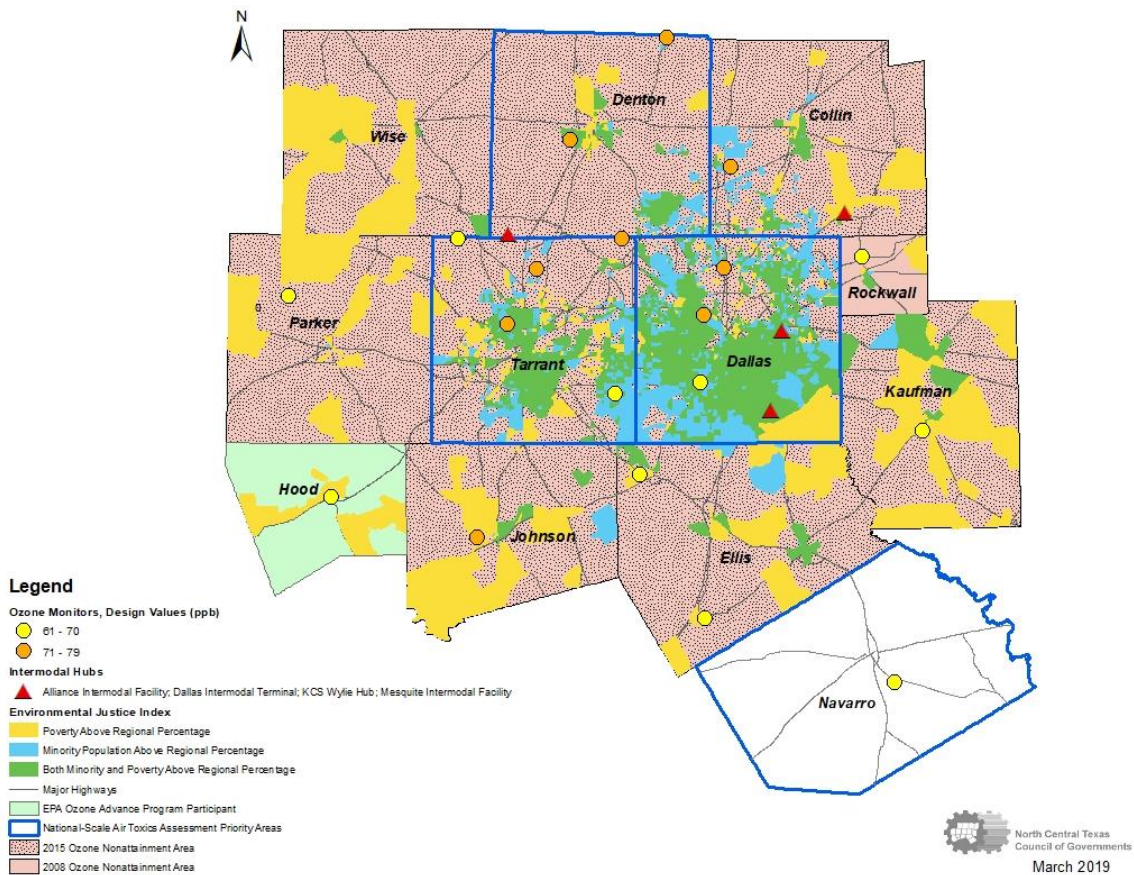 N
Wise
Denton
Collin
Parker
Tarrant
Dallas
Rockwall
Kaufman
Hood
Johnson
Ellis
Navarro
Legend
Ozone Monitors, Design Values (ppb)
61 - 70
71 - 79
Intermodal Hubs
Alliance Intermodal Facility; Dallas Intermodal Terminal; KCS Wylie Hub; Mesquite Intermodal Facility
Environmental Justice Index
Poverty Above Regional Percentage
Minority Population Above Regional Percentage
Both Minority and Poverty Above Regional Percentage
Major Highways
EPA Ozone Advance Program Participant
National-Scale Air Toxics Assessment Priority Areas
2015 Ozone Nonattainment Area
2008 Ozone Nonattainment Area
North Central Texas
Council of Governments
March 2019